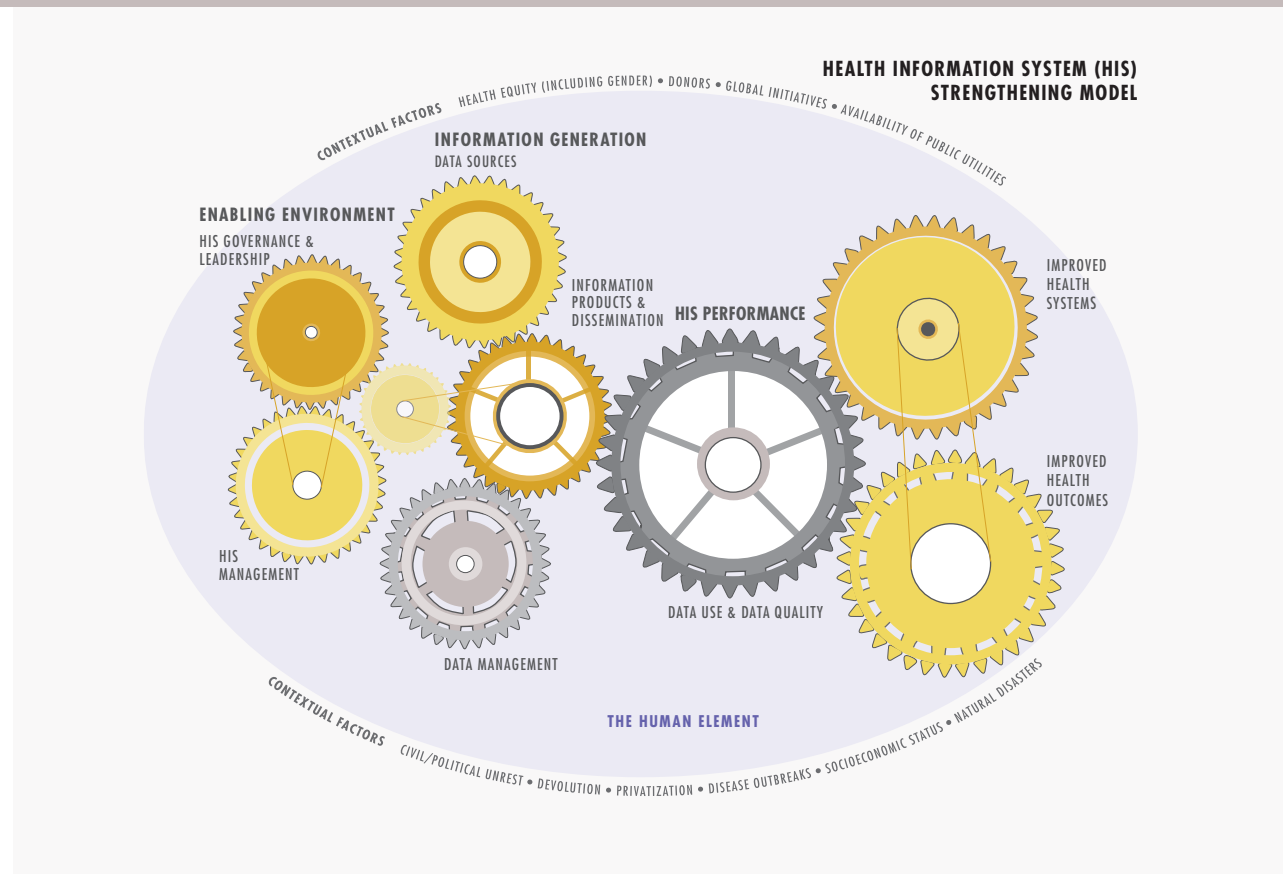 HEALTH INFORMATION SYSTEM (HIS)
STRENGTHENING MODEL
CONTEXTUAL FACTORS HEALTH EQUITY (INCLUDING GENDER) • DONORS • GLOBAL INITIATIVES • AVAILABILITY OF PUBLIC UTILITIES
INFORMATION GENERATION
DATA SOURCES
ENABLING ENVIRONMENT
HIS GOVERNANCE &
LEADERSHIP
INFORMATION
PRODUCTS &
DISSEMINATION
HIS PERFORMANCE
IMPROVED
HEALTH
SYSTEMS
IMPROVED
HEALTH
OUTCOMES
HIS
MANAGEMENT
DATA USE & DATA QUALITY
DATA MANAGEMENT
THE HUMAN ELEMENT
CONTEXTUAL FACTORS CIVIL/POLITICAL UNREST • DEVOLUTION • PRIVATIZATION • DISEASE OUTBREAKS • SOCIOECONOMIC STATUS • NATURAL DISASTERS